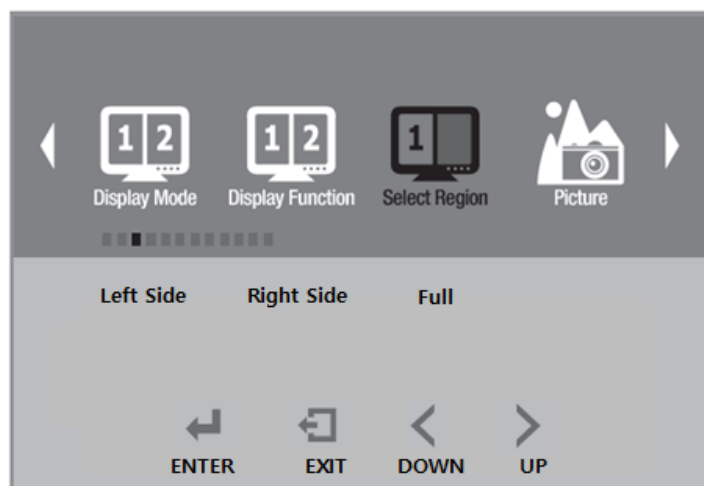 1 2
1 2
1
Display Mode
Display Function
Select Region
Picture
Left Side
Right Side
Full
ENTER
EXIT
DOWN
UP